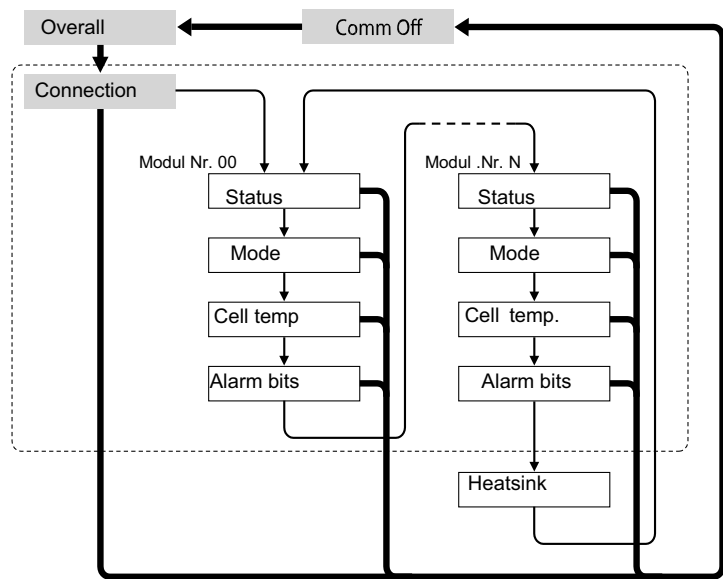 Overall
Comm Off
Connection
Modul Nr. 00
Modul .Nr. N
Status
Status
Mode
Mode
Cell temp
Cell temp.
Alarm bits
Alarm bits
Heatsink